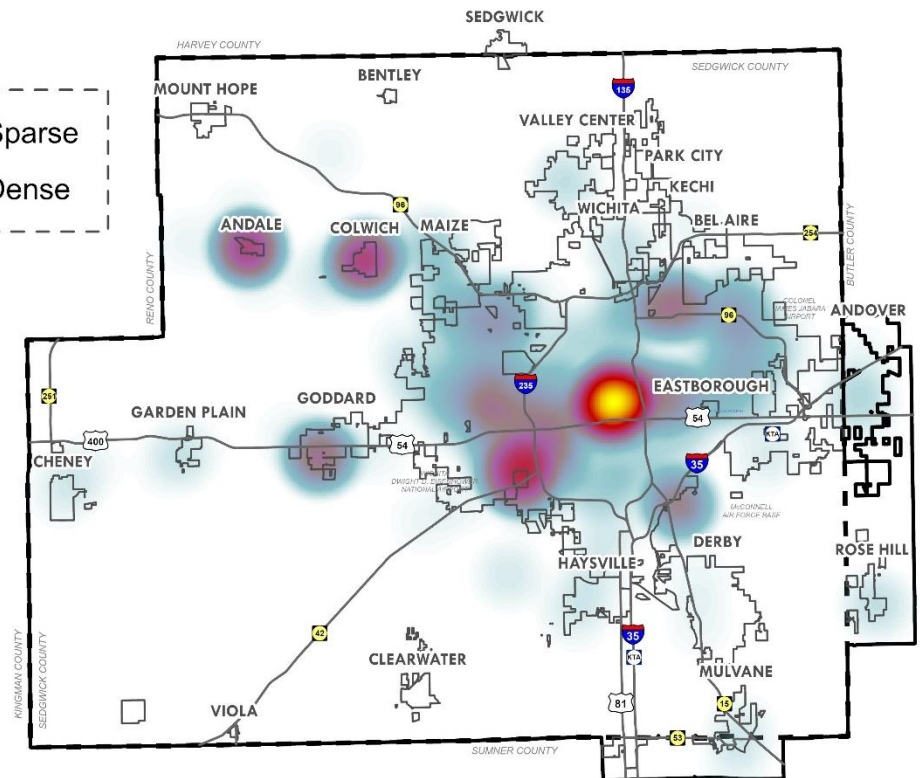 SEDGWICK
HARVEY COUNTY
SEDGWICK COUNTY
BENTLEY
MOUNT HOPE
135
Sparse
Dense
VALLEY CENTER
PARK CITY
KECHI
96
WICHITA
BEL AIRE
ANDALE
COLWICH
MAIZE
254
RENO COUNTY
BUTLER COUNTY
COLONEL
JAMES JABARA
AIRPORT
96
ANDOVER
251
235
EASTBOROUGH
GODDARD
GARDEN PLAIN
54
400
54
KTA
CHENEY
35
DWIGHT D. EISENHOWER
NATIONAL
McCONNELL
AIR FORCE BASE
DERBY
HAYSVILLE
ROSE HILL
42
35
KTA
KINGMAN COUNTY
SEDGWICK COUNTY
CLEARWATER
MULVANE
VIOLA
81
15
53
SUMNER COUNTY